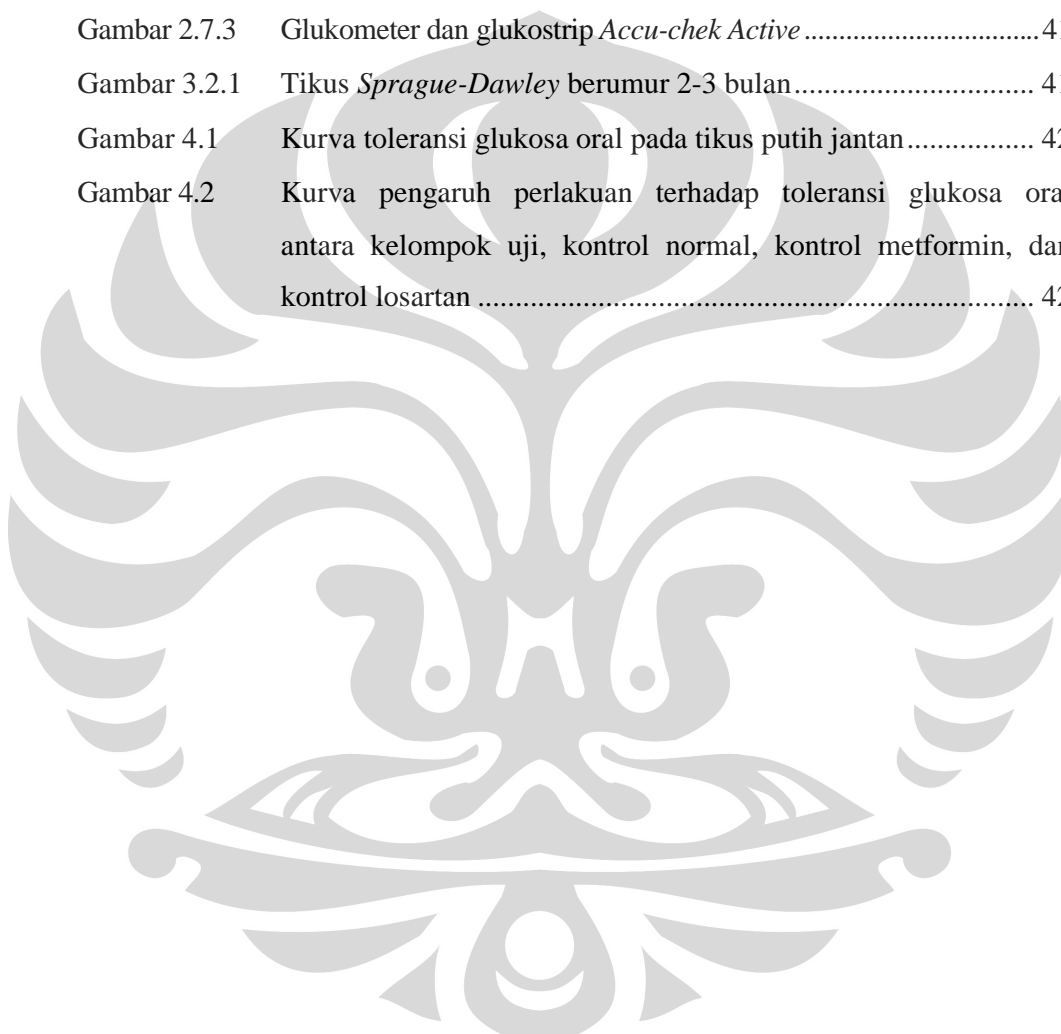 Gambar 2.7.3 Glukometer dan glukostrip Accu-chek Active
Gambar 3.2.1 Tikus Sprague-Dawley berumur 2-3 bulan
Gambar 4.1 Kurva toleransi glukosa oral pada tikus putih jantan
Gambar 4.2 Kurva pengaruh perlakuan terhadap toleransi glukosa
antara kelompok uji, kontrol normal, kontrol metformin,
kontrol losartan